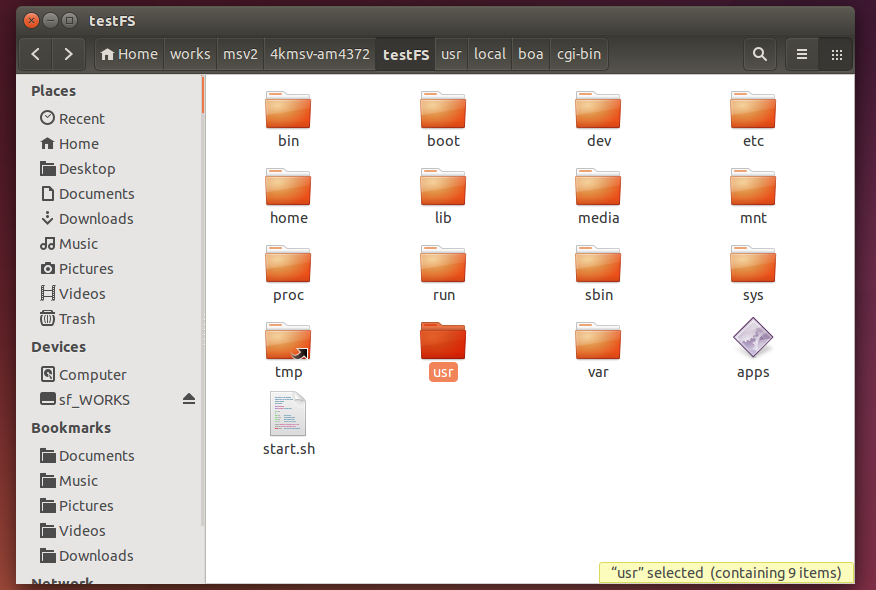 testFS
Home works msv2 4kmsv-am4372 testFS usr local boa cgi-bin
Places
Recent
Home
Desktop
Documents
Downloads
Music
Pictures
Videos
Trash
Devices
Computer
sf_WORKS
Bookmarks
Documents
Music
Pictures
Videos
Downloads
Network
bin boot dev etc
home lib media mnt
proc run sbin sys
tmp usr var apps
start.sh
“usr” selected (containing 9 items)